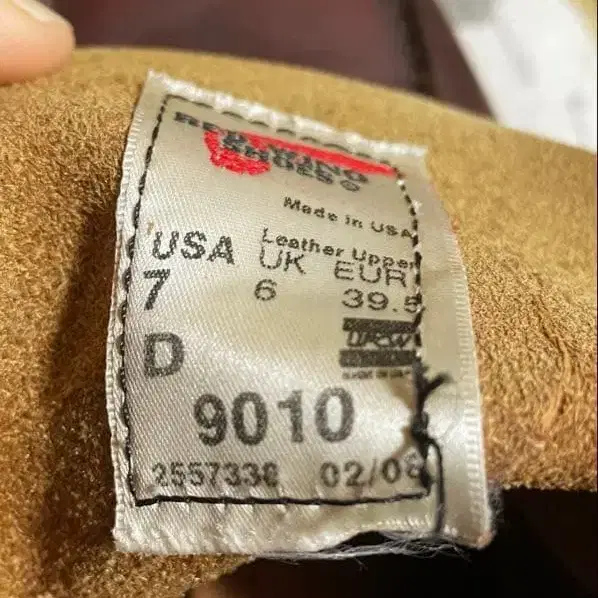 RED WING
SHOES ®
Made in USA
Leather Upper
USA UK EUR
7 6 39.5
D
UFCW
9010
2557338 02/08